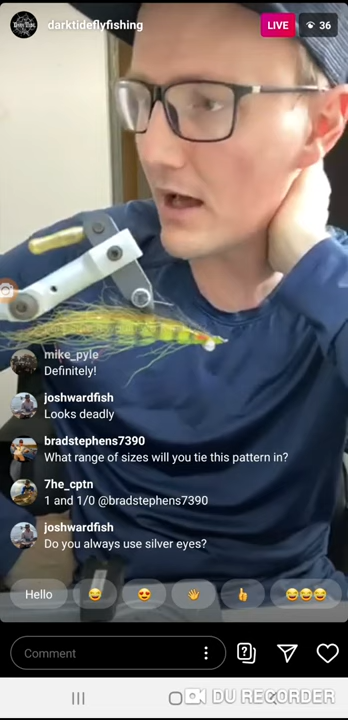 darktideflyfishing
LIVE
36
mike_pyle
Definitely!
joshwardfish
Looks deadly
bradstephens7390
What range of sizes will you tie this pattern in?
7he_cptn
1 and 1/0 @bradstephens7390
joshwardfish
Do you always use silver eyes?
Hello
Comment
DU RECORDER